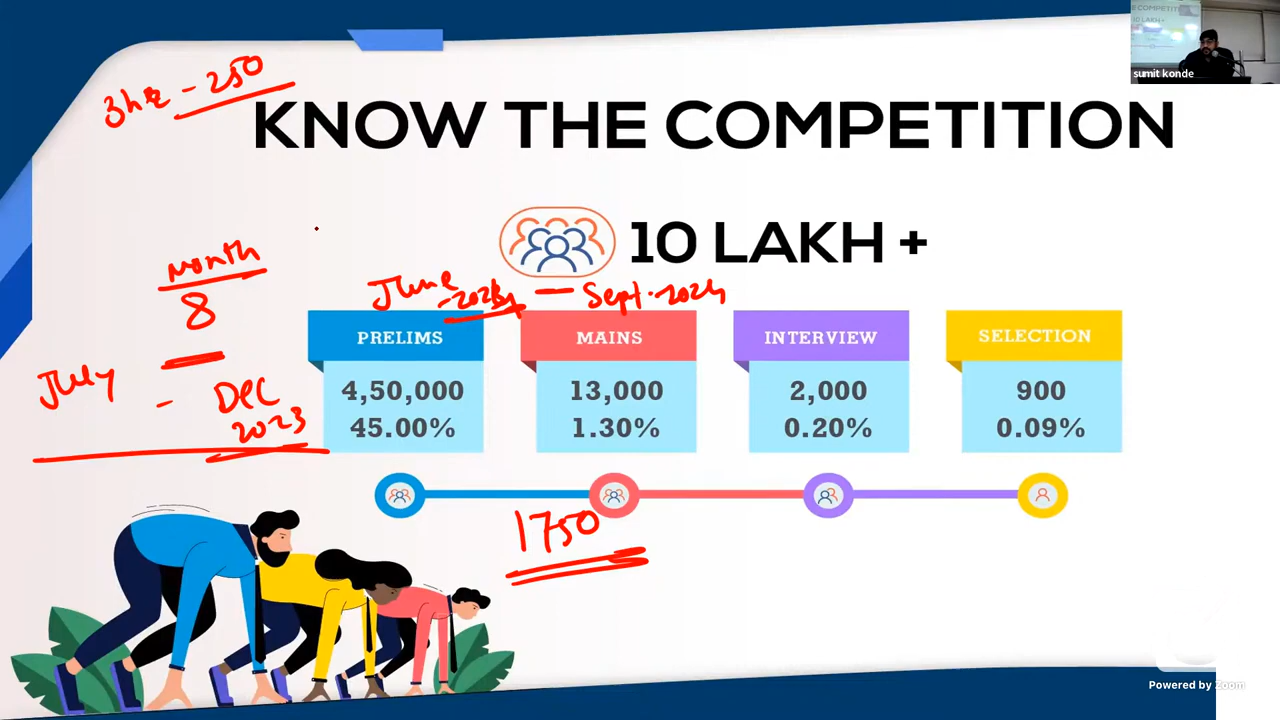 3hr - 250
KNOW THE COMPETITION
10 LAKH +
Month
8
July - Dec
2023
June
-2024 - Sept. 2024
PRELIMS
4,50,000
45.00%
MAINS
13,000
1.30%
INTERVIEW
2,000
0.20%
SELECTION
900
0.09%
1750
sumit konde
10 LAKH +
Powered by Zoom